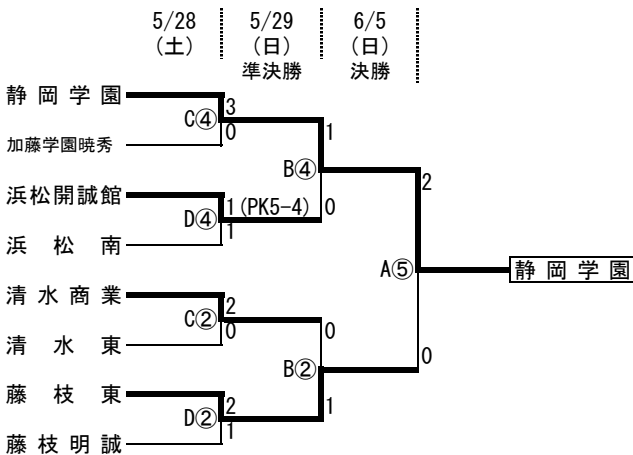 5/28 5/29 6/5
(土) (日) (日)
準決勝 決勝
静岡学園
3
C④
0
1
加藤学園暁秀
B④
2
浜松開誠館
1(PK5-4) 0
D④
1
浜松南
A⑤ 静岡学園
清水商業
2
C②
0
0
清水東
B②
0
藤枝東
2
1
D②
1
藤枝明誠